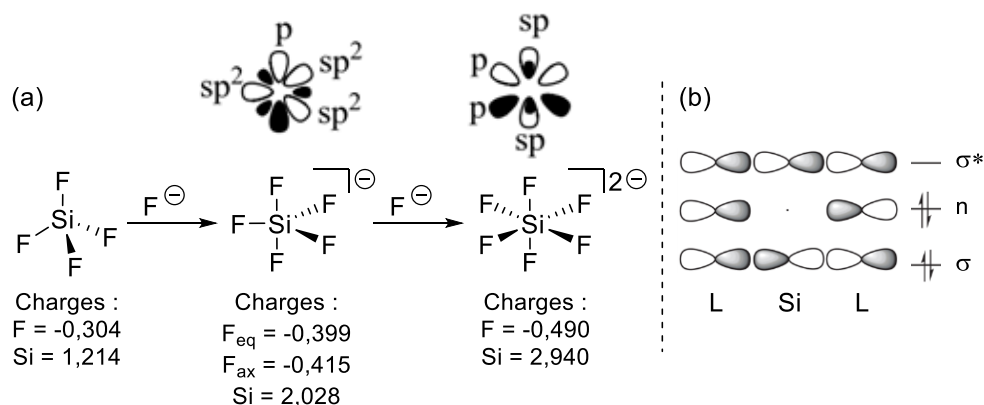 (a)
p
sp²
sp²
sp²
sp
p
p
sp
(b)
σ*
n
σ
L Si L
F
Si
F
F
F
F⊖
F
F
F
Si
F
F
⊖
F⊖
F
F
F
Si
F
F
F
2⊖
Charges :
F = -0,304
Si = 1,214
Charges :
Feq = -0,399
Fax = -0,415
Si = 2,028
Charges :
F = -0,490
Si = 2,940